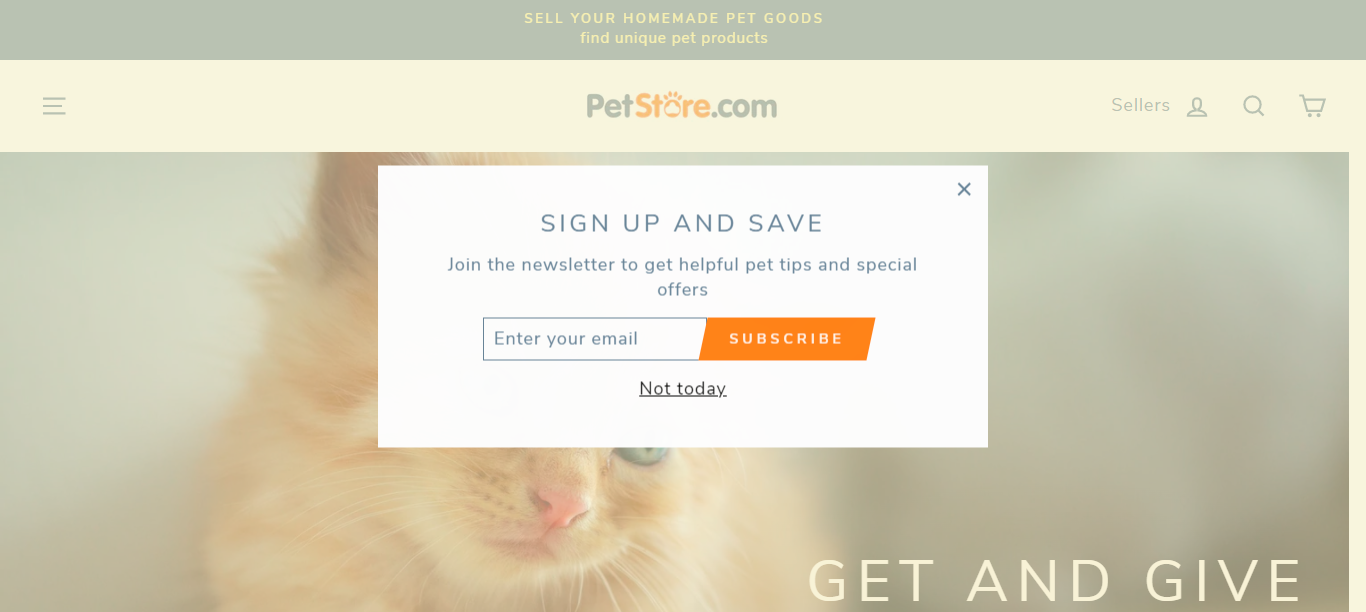 SELL YOUR HOMEMADE PET GOODS
find unique pet products
PetStore.com
Sellers
SIGN UP AND SAVE
Join the newsletter to get helpful pet tips and special
offers
Enter your email
SUBSCRIBE
Not today
GET AND GIVE